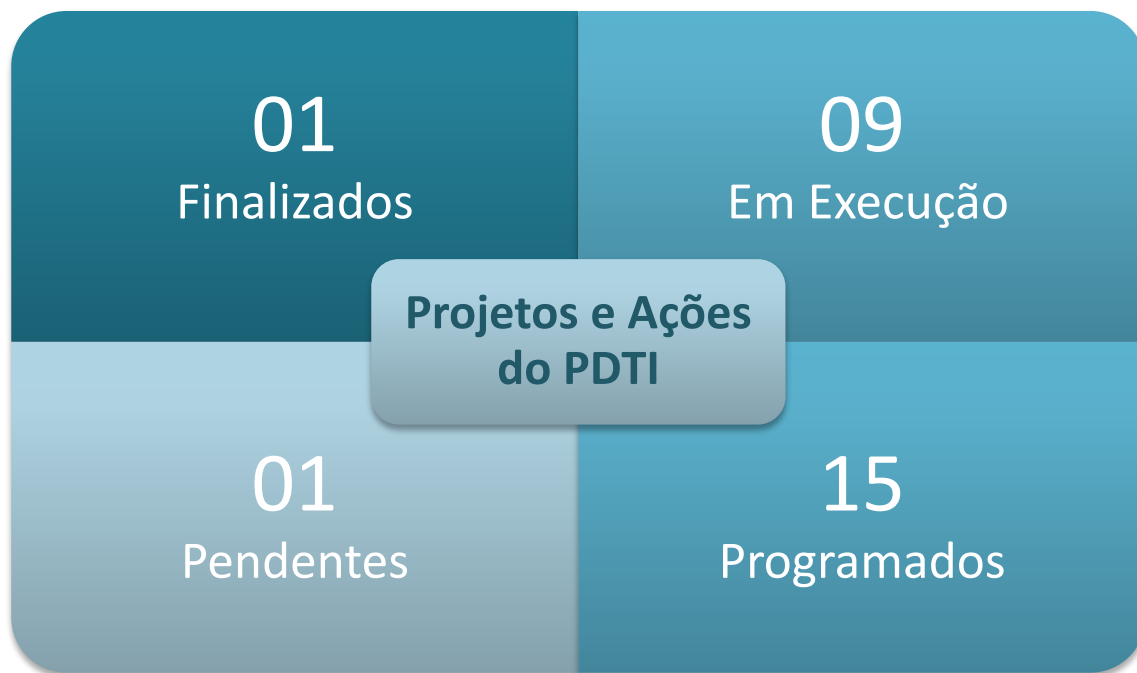 01
Finalizados
09
Em Execução
Projetos e Ações
do PDTI
01
Pendentes
15
Programados